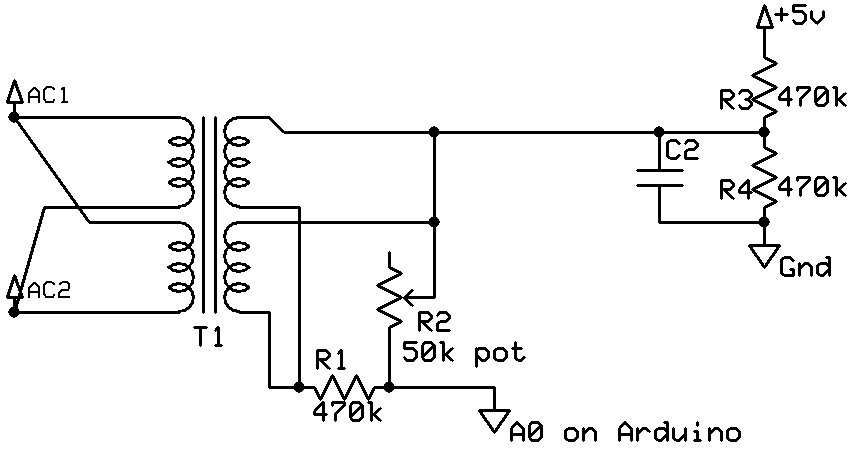 +5v
AC1
R3 470k
C2
R4 470k
Gnd
AC2
T1
R2
50k pot
R1
470k
A0 on Arduino